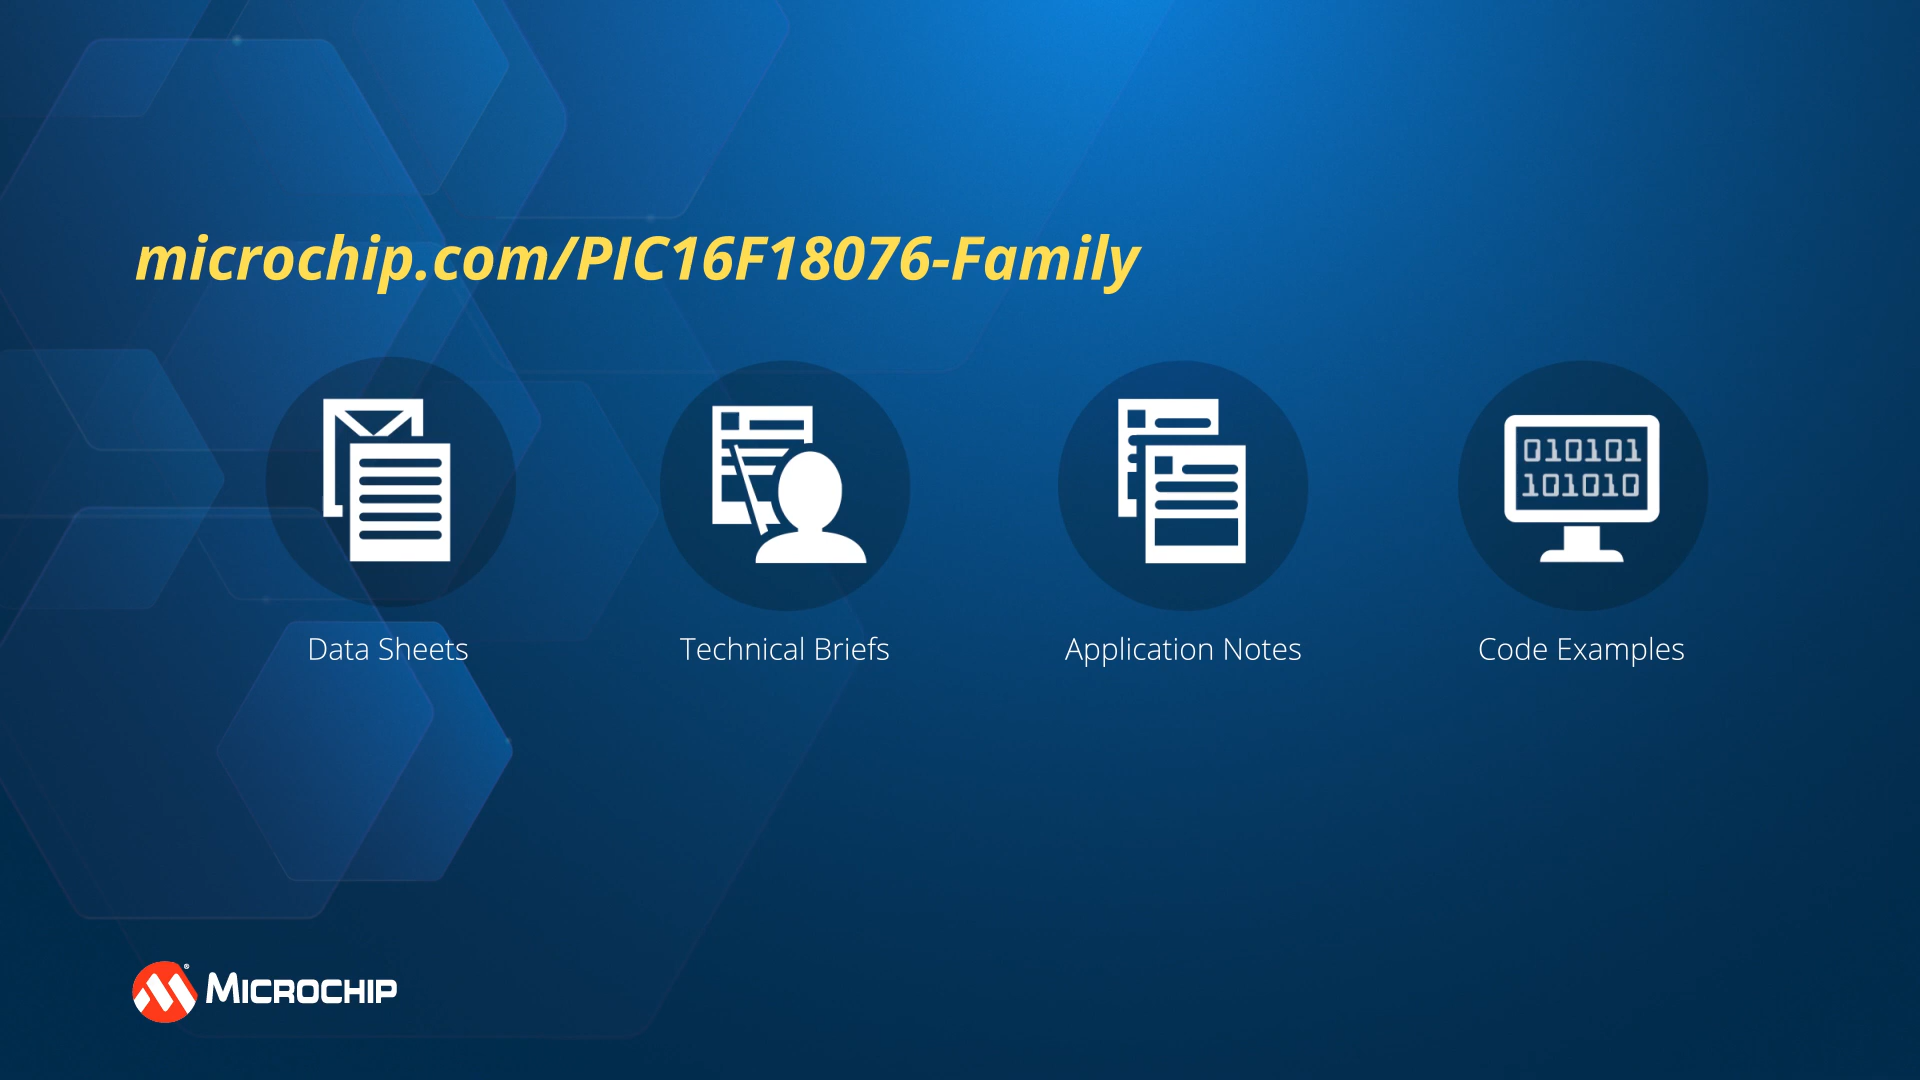 microchip.com/PIC16F18076-Family
010101
101010
Data Sheets
Technical Briefs
Application Notes
Code Examples
MICROCHIP